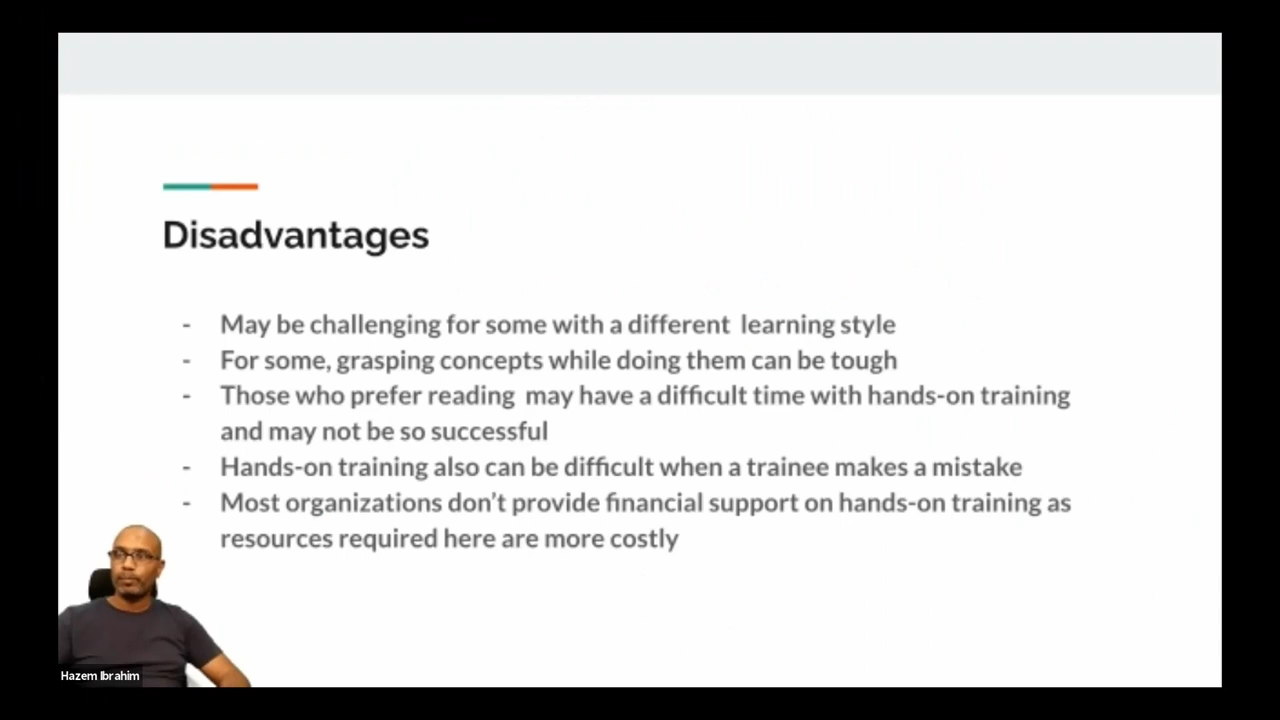 Disadvantages
- May be challenging for some with a different  learning style
- For some, grasping concepts while doing them can be tough
- Those who prefer reading  may have a difficult time with hands-on training
and may not be so successful
- Hands-on training also can be difficult when a trainee makes a mistake
- Most organizations don’t provide financial support on hands-on training as
resources required here are more costly
Hazem Ibrahim